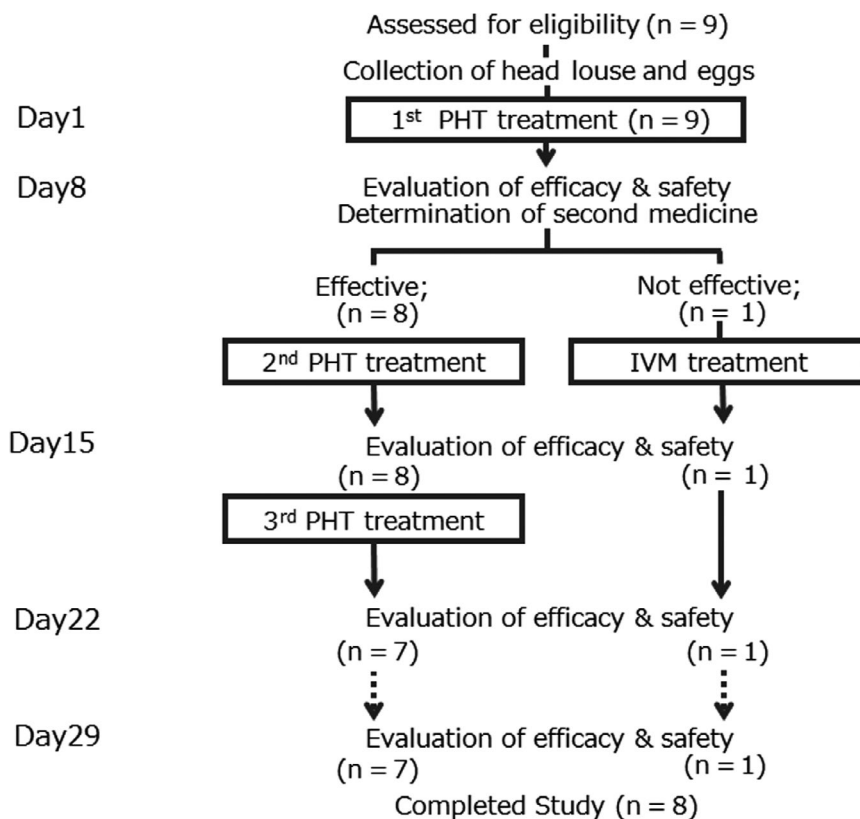 Assessed for eligibility (n = 9)
Collection of head louse and eggs
Day1
1st PHT treatment (n = 9)
Day8
Evaluation of efficacy & safety
Determination of second medicine
Effective;
(n = 8)
Not effective;
(n = 1)
2nd PHT treatment
IVM treatment
Day15
Evaluation of efficacy & safety
(n = 8)
(n = 1)
3rd PHT treatment
Day22
Evaluation of efficacy & safety
(n = 7)
(n = 1)
Day29
Evaluation of efficacy & safety
(n = 7)
(n = 1)
Completed Study (n = 8)